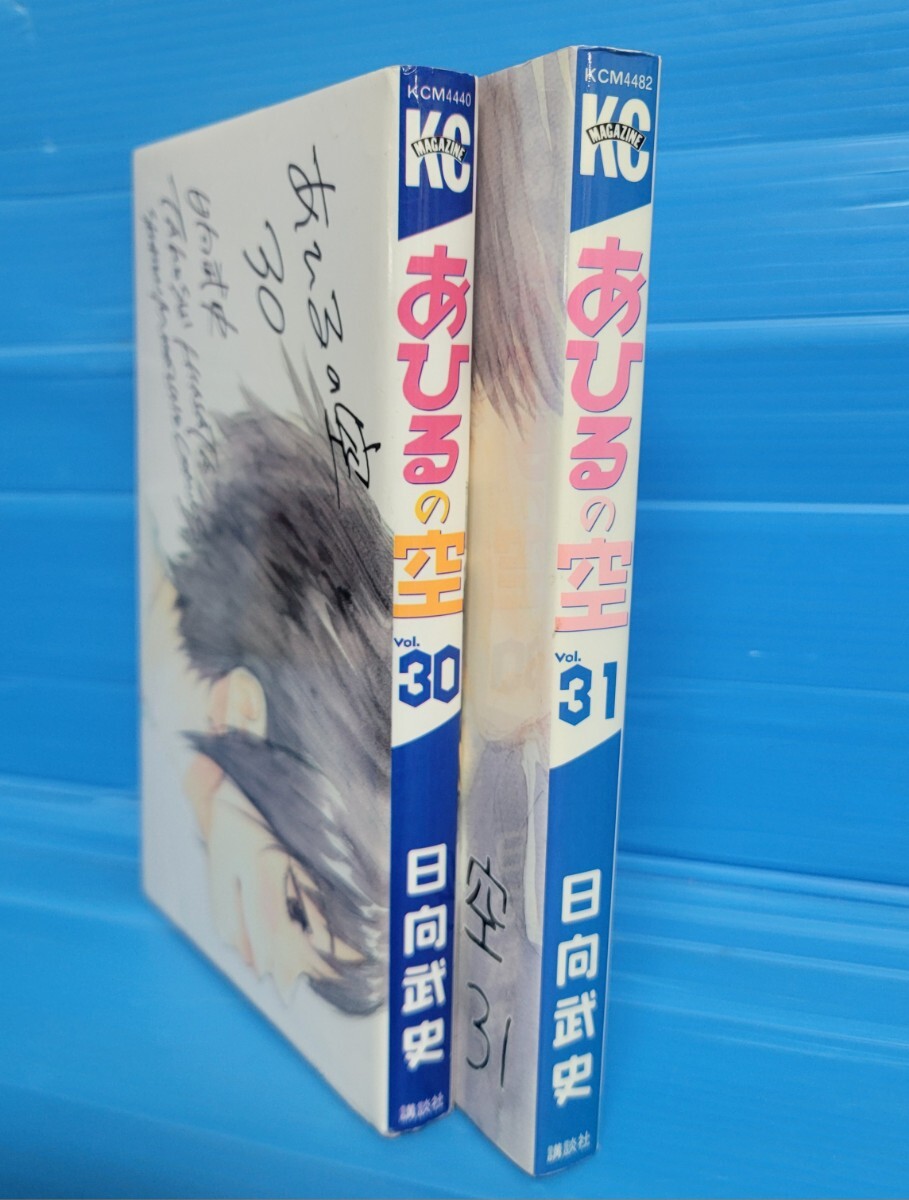 あひるの空
30
日向武史
Takeshi Hinata
KCM4440
KC
MAGAZINE
あひるの空
Vol.
30
日向武史
講談社
空
31
KCM4482
KC
MAGAZINE
あひるの空
Vol.
31
日向武史
講談社